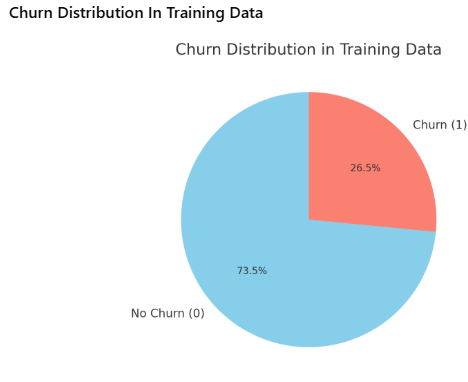 Churn Distribution In Training Data
Churn Distribution in Training Data
Churn (1)
26.5%
73.5%
No Churn (0)